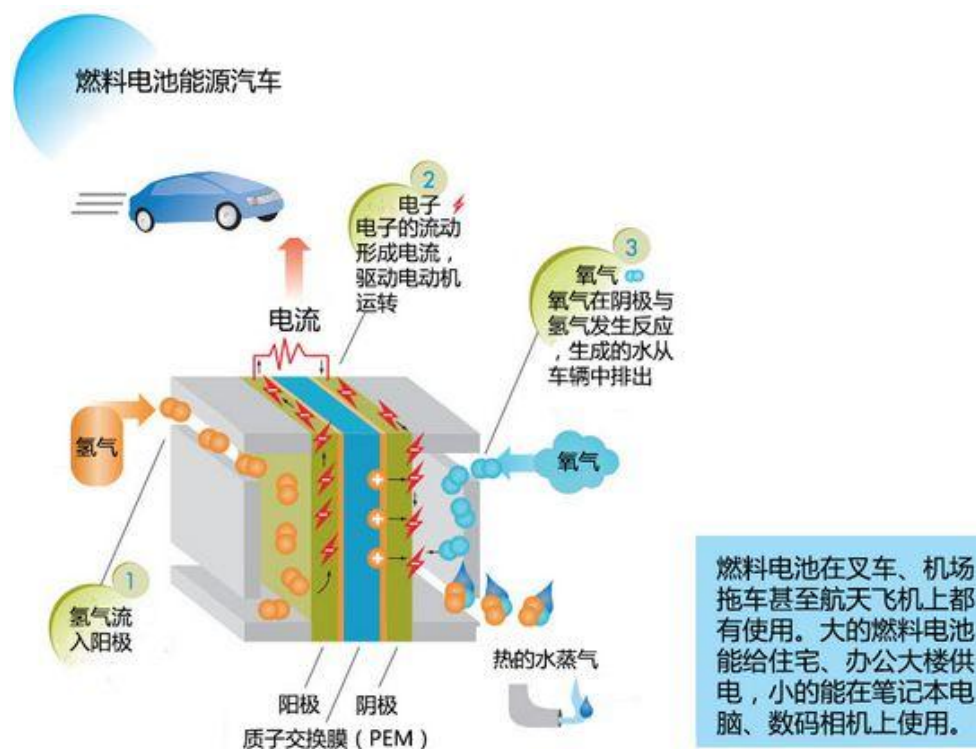 燃料电池能源汽车
2
电子
电子的流动
形成电流，
驱动电动机
运转
3
氧气
氧气在阴极与
氢气发生反应
，生成的水从
车辆中排出
电流
氢气
氧气
1
氢气流
入阳极
阳极
阴极
质子交换膜（PEM）
热的水蒸气
燃料电池在叉车、机场
拖车甚至航天飞机上都
有使用。大的燃料电池
能给住宅、办公大楼供
电，小的能在笔记本电
脑、数码相机上使用。